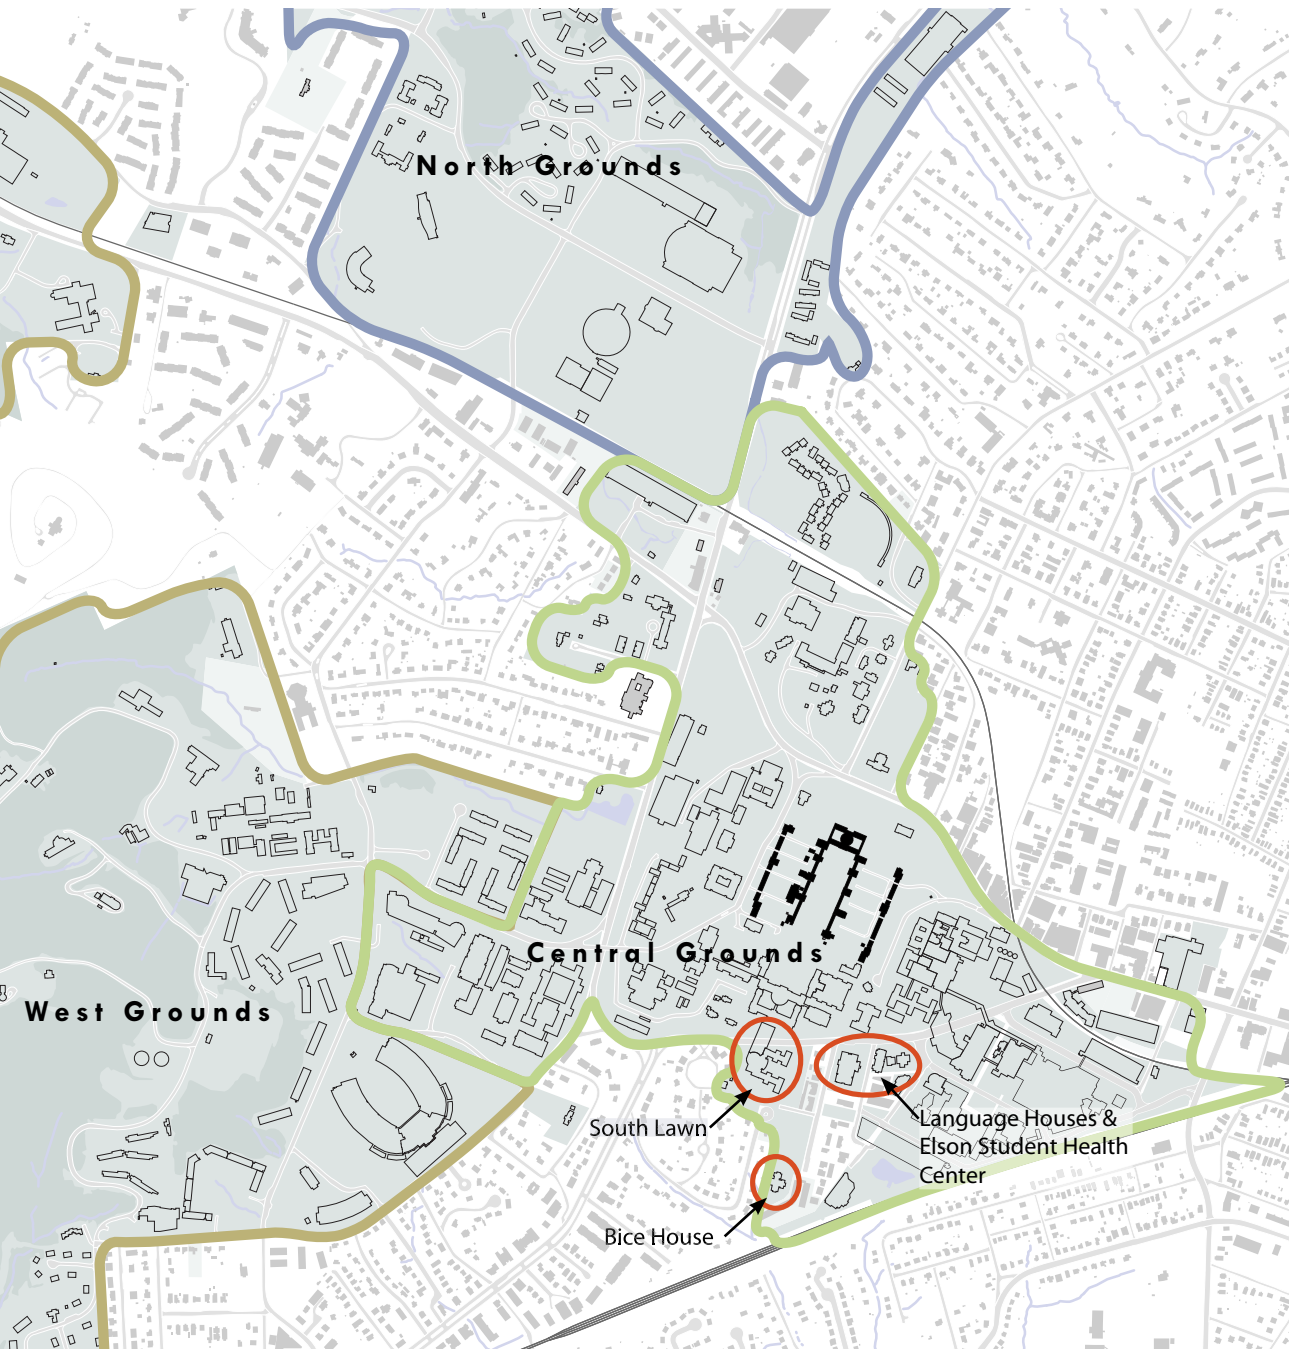 North Grounds
Central Grounds
West Grounds
South Lawn
Language Houses &
Elson Student Health
Center
Bice House